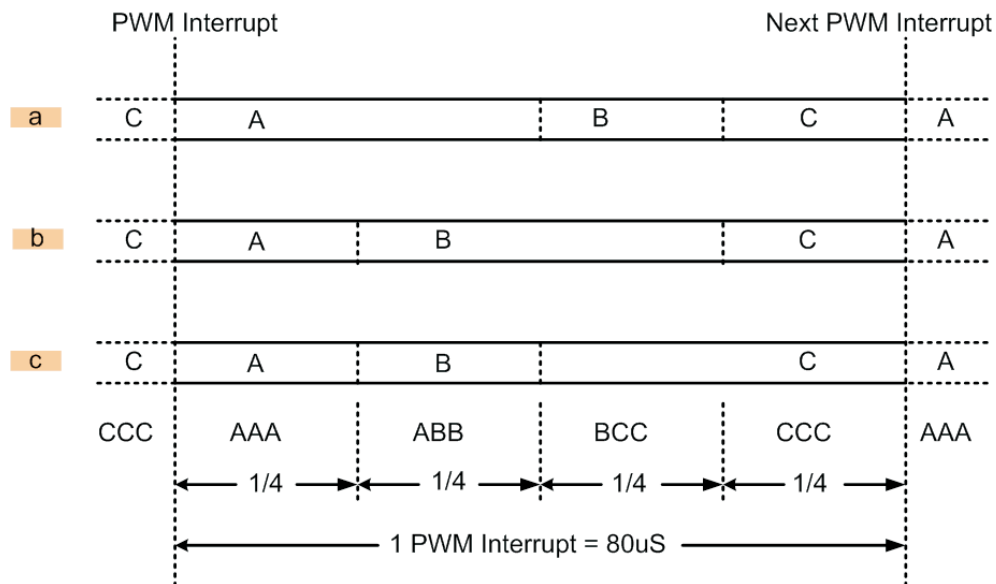 PWM Interrupt Next PWM Interrupt
a C A B C A
b C A B C A
c C A B C A
CCC AAA ABB BCC CCC AAA
1/4 1/4 1/4 1/4
1 PWM Interrupt = 80uS